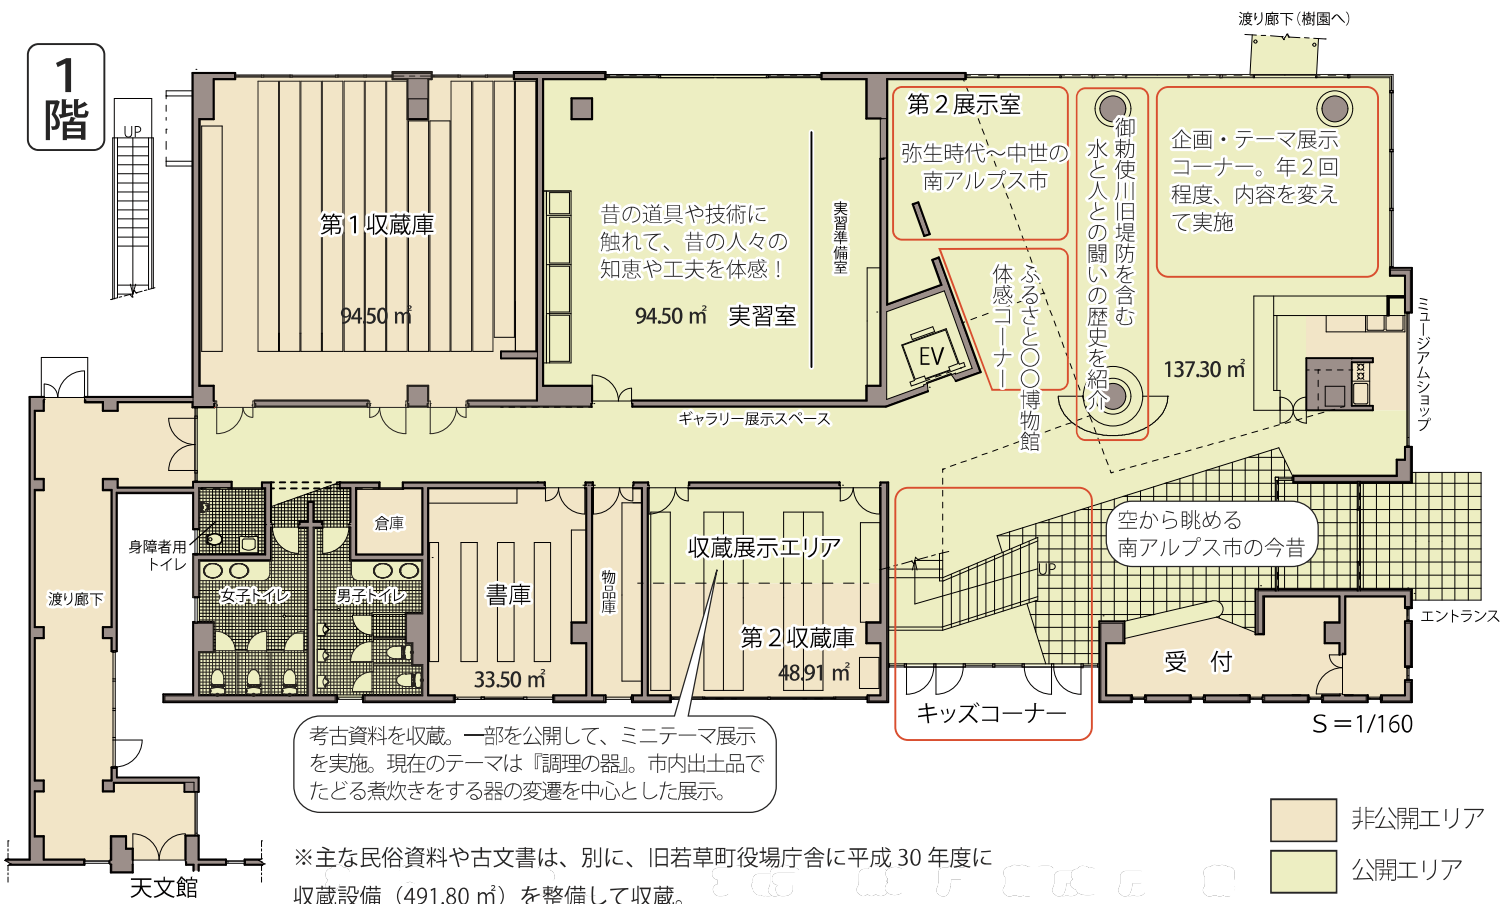 1
階
渡り廊下（樹園へ）
UP
第１収蔵庫
94.50 ㎡
昔の道具や技術に
触れて、昔の人々の
知恵や工夫を体感！
94.50 ㎡
実習室
実習準備室
第２展示室
弥生時代〜中世の
南アルプス市
御勅使川旧堤防を含む
水と人との闘いの歴史を紹介
企画・テーマ展示
コーナー。年２回
程度、内容を変え
て実施
ふるさと〇〇博物館
体感コーナー
EV
137.30 ㎡
ミュージアムショップ
ギャラリー展示スペース
身障者用
トイレ
倉庫
女子トイレ
男子トイレ
書庫
33.50 ㎡
物品庫
収蔵展示エリア
第２収蔵庫
48.91 ㎡
UP
空から眺める
南アルプス市の今昔
エントランス
受　付
キッズコーナー
S＝1/160
渡り廊下
天文館
考古資料を収蔵。一部を公開して、ミニテーマ展示
を実施。現在のテーマは『調理の器』。市内出土品で
たどる煮炊きをする器の変遷を中心とした展示。
※主な民俗資料や古文書は、別に、旧若草町役場庁舎に平成 30 年度に
収蔵設備（491.80 ㎡）を整備して収蔵。
非公開エリア
公開エリア